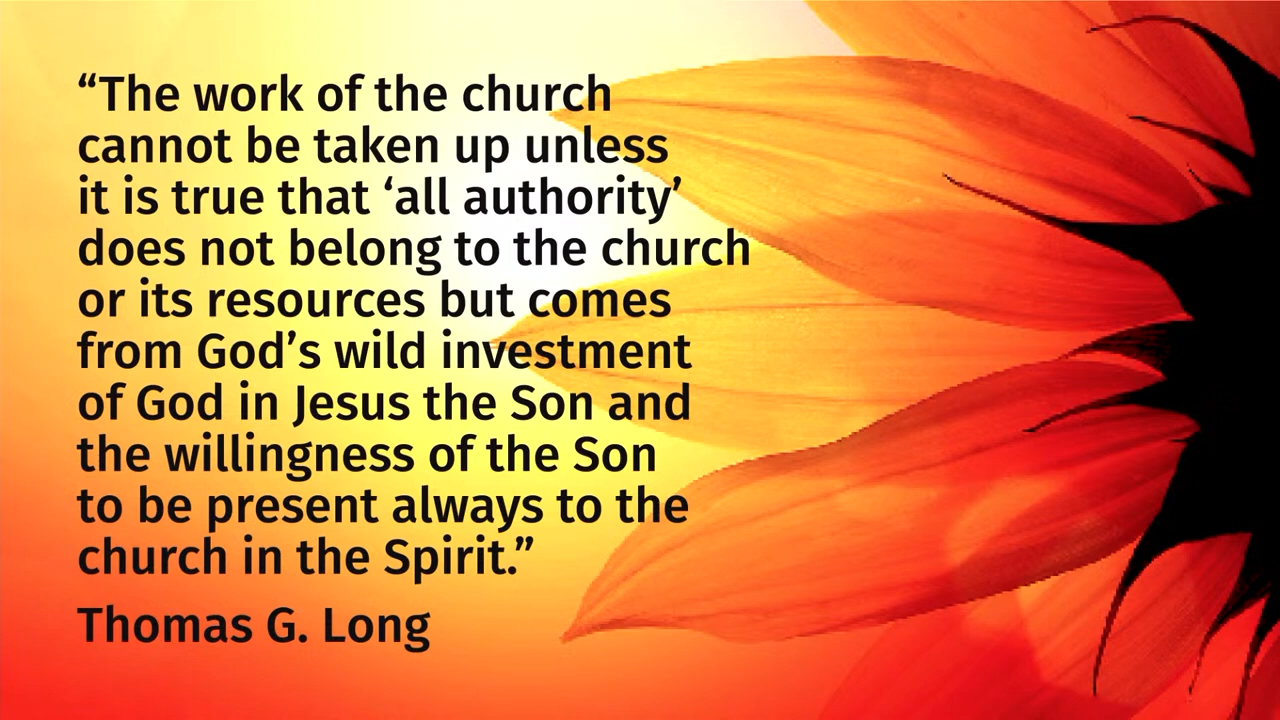 “The work of the church
cannot be taken up unless
it is true that ‘all authority’
does not belong to the church
or its resources but comes
from God’s wild investment
of God in Jesus the Son and
the willingness of the Son
to be present always to the
church in the Spirit.”
Thomas G. Long